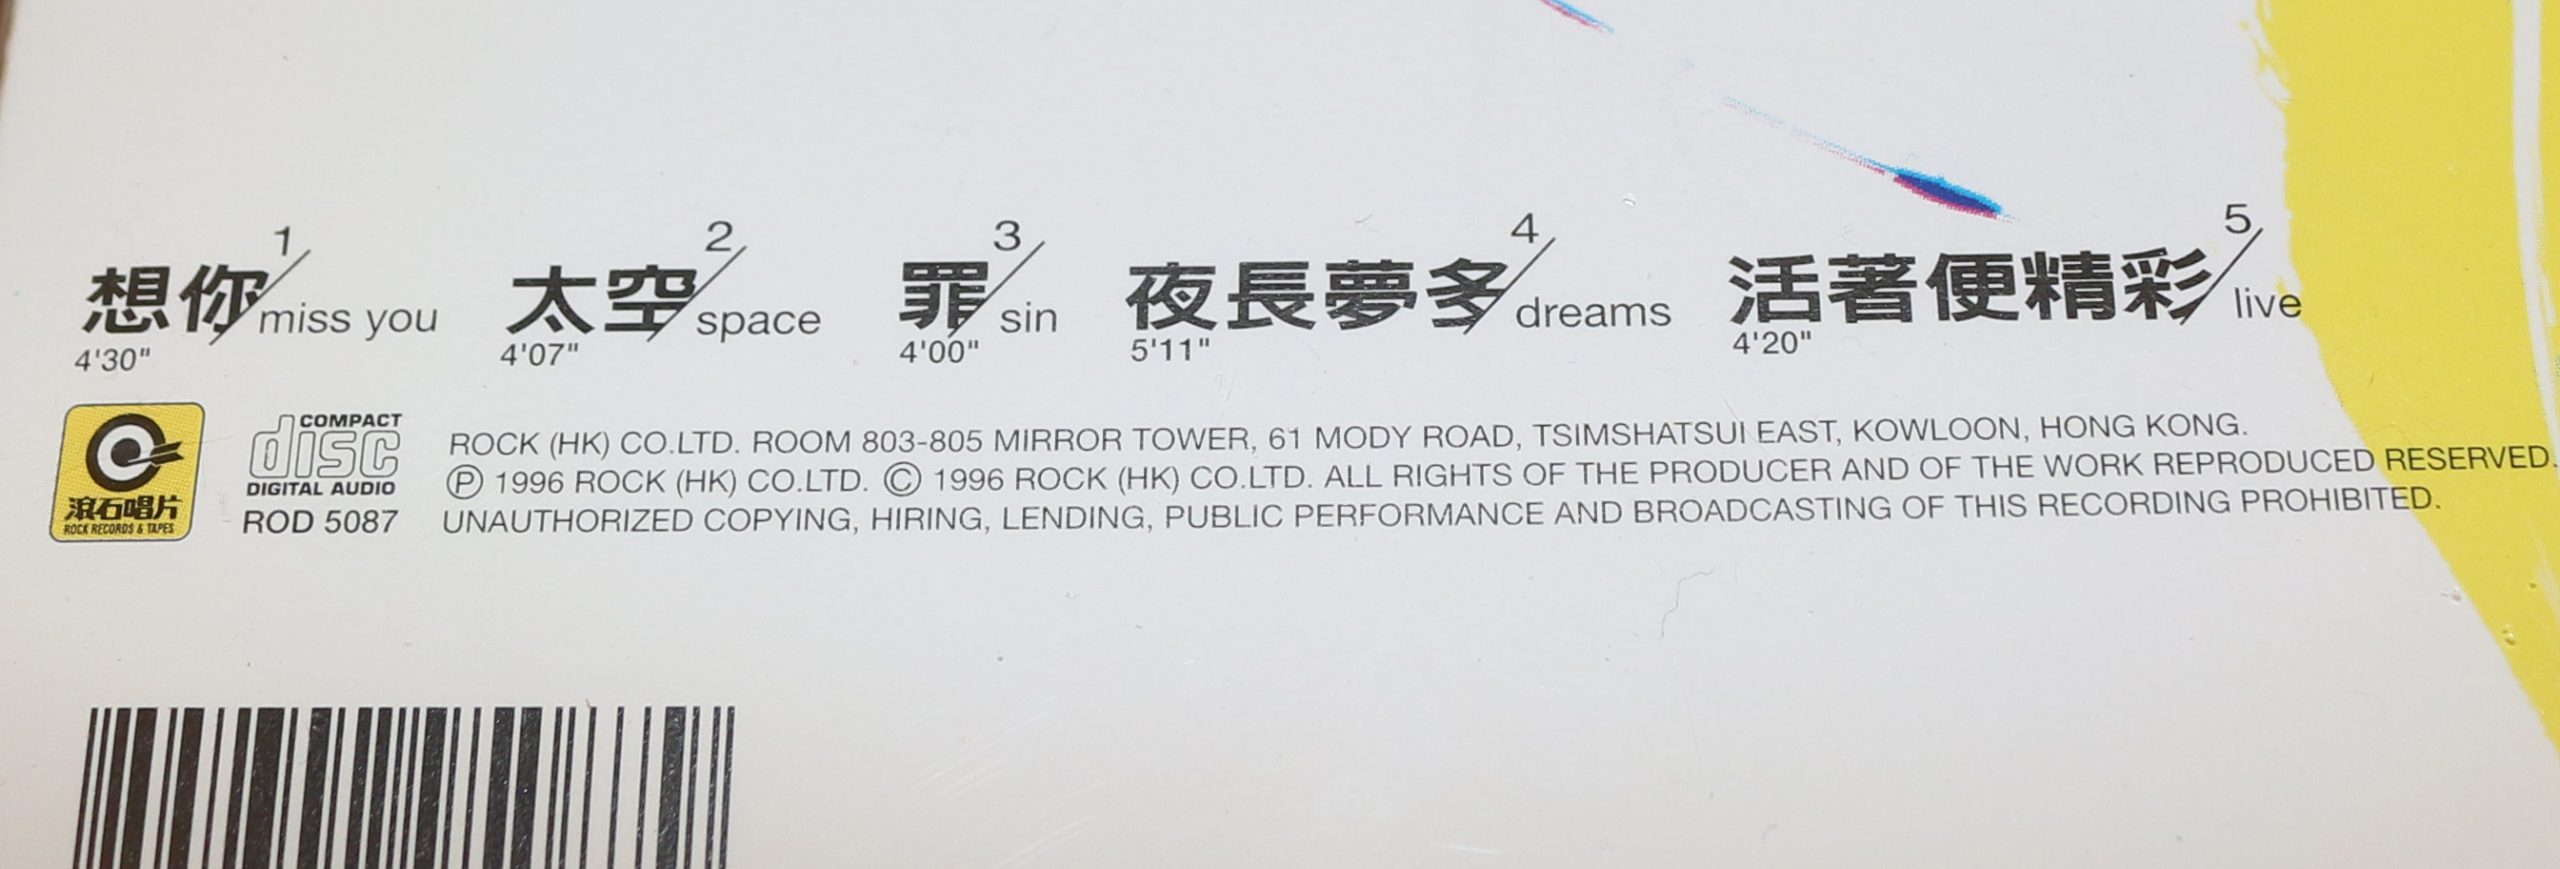 想你 1 miss you 4'30"
太空 2 space 4'07"
罪 3 sin 4'00"
夜長夢多 4 dreams 5'11"
活著便精彩 5 live 4'20"
滾石唱片
ROCK RECORDS & TAPES
COMPACT
disc
DIGITAL AUDIO
ROD 5087
ROCK (HK) CO.LTD. ROOM 803-805 MIRROR TOWER, 61 MODY ROAD, TSIMSHATSUI EAST, KOWLOON, HONG KONG.
Ⓟ 1996 ROCK (HK) CO.LTD. © 1996 ROCK (HK) CO.LTD. ALL RIGHTS OF THE PRODUCER AND OF THE WORK REPRODUCED RESERVED.
UNAUTHORIZED COPYING, HIRING, LENDING, PUBLIC PERFORMANCE AND BROADCASTING OF THIS RECORDING PROHIBITED.